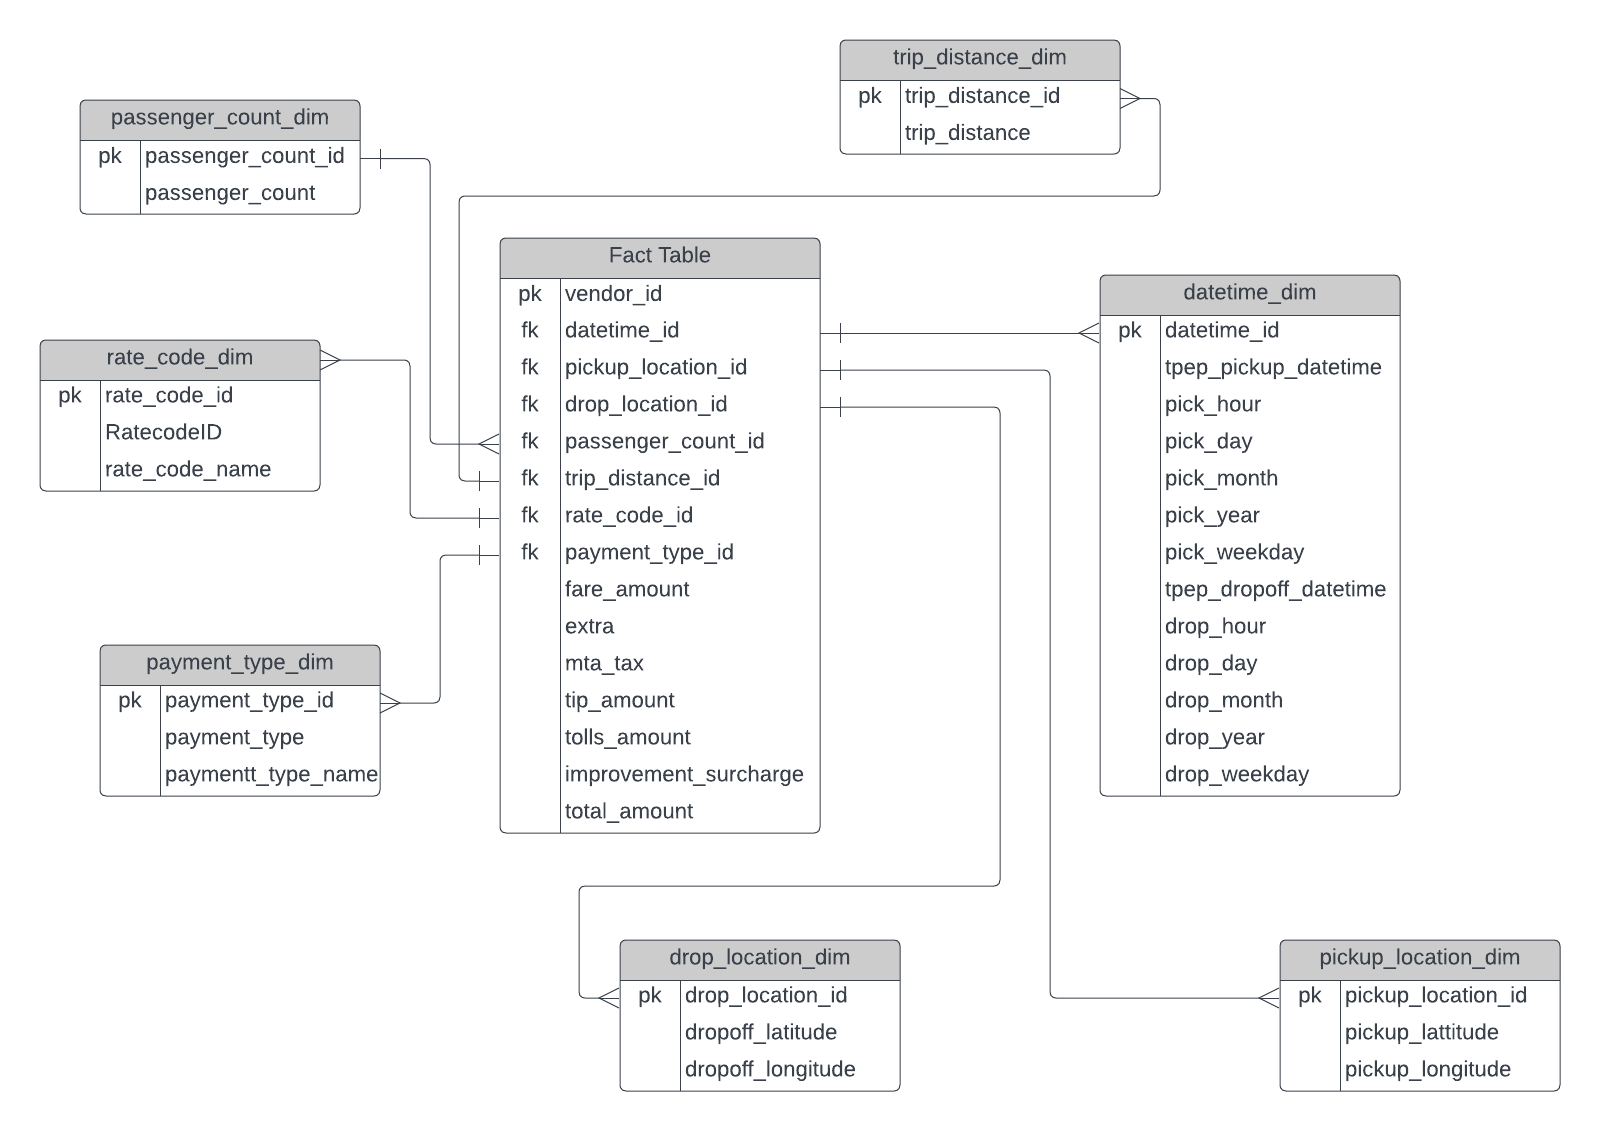 trip_distance_dim
pk trip_distance_id
trip_distance
passenger_count_dim
pk passenger_count_id
passenger_count
Fact Table
pk vendor_id
fk datetime_id
fk pickup_location_id
fk drop_location_id
fk passenger_count_id
fk trip_distance_id
fk rate_code_id
fk payment_type_id
fare_amount
extra
mta_tax
tip_amount
tolls_amount
improvement_surcharge
total_amount
datetime_dim
pk datetime_id
tpep_pickup_datetime
pick_hour
pick_day
pick_month
pick_year
pick_weekday
tpep_dropoff_datetime
drop_hour
drop_day
drop_month
drop_year
drop_weekday
rate_code_dim
pk rate_code_id
RatecodeID
rate_code_name
payment_type_dim
pk payment_type_id
payment_type
paymentt_type_name
drop_location_dim
pk drop_location_id
dropoff_latitude
dropoff_longitude
pickup_location_dim
pk pickup_location_id
pickup_lattitude
pickup_longitude